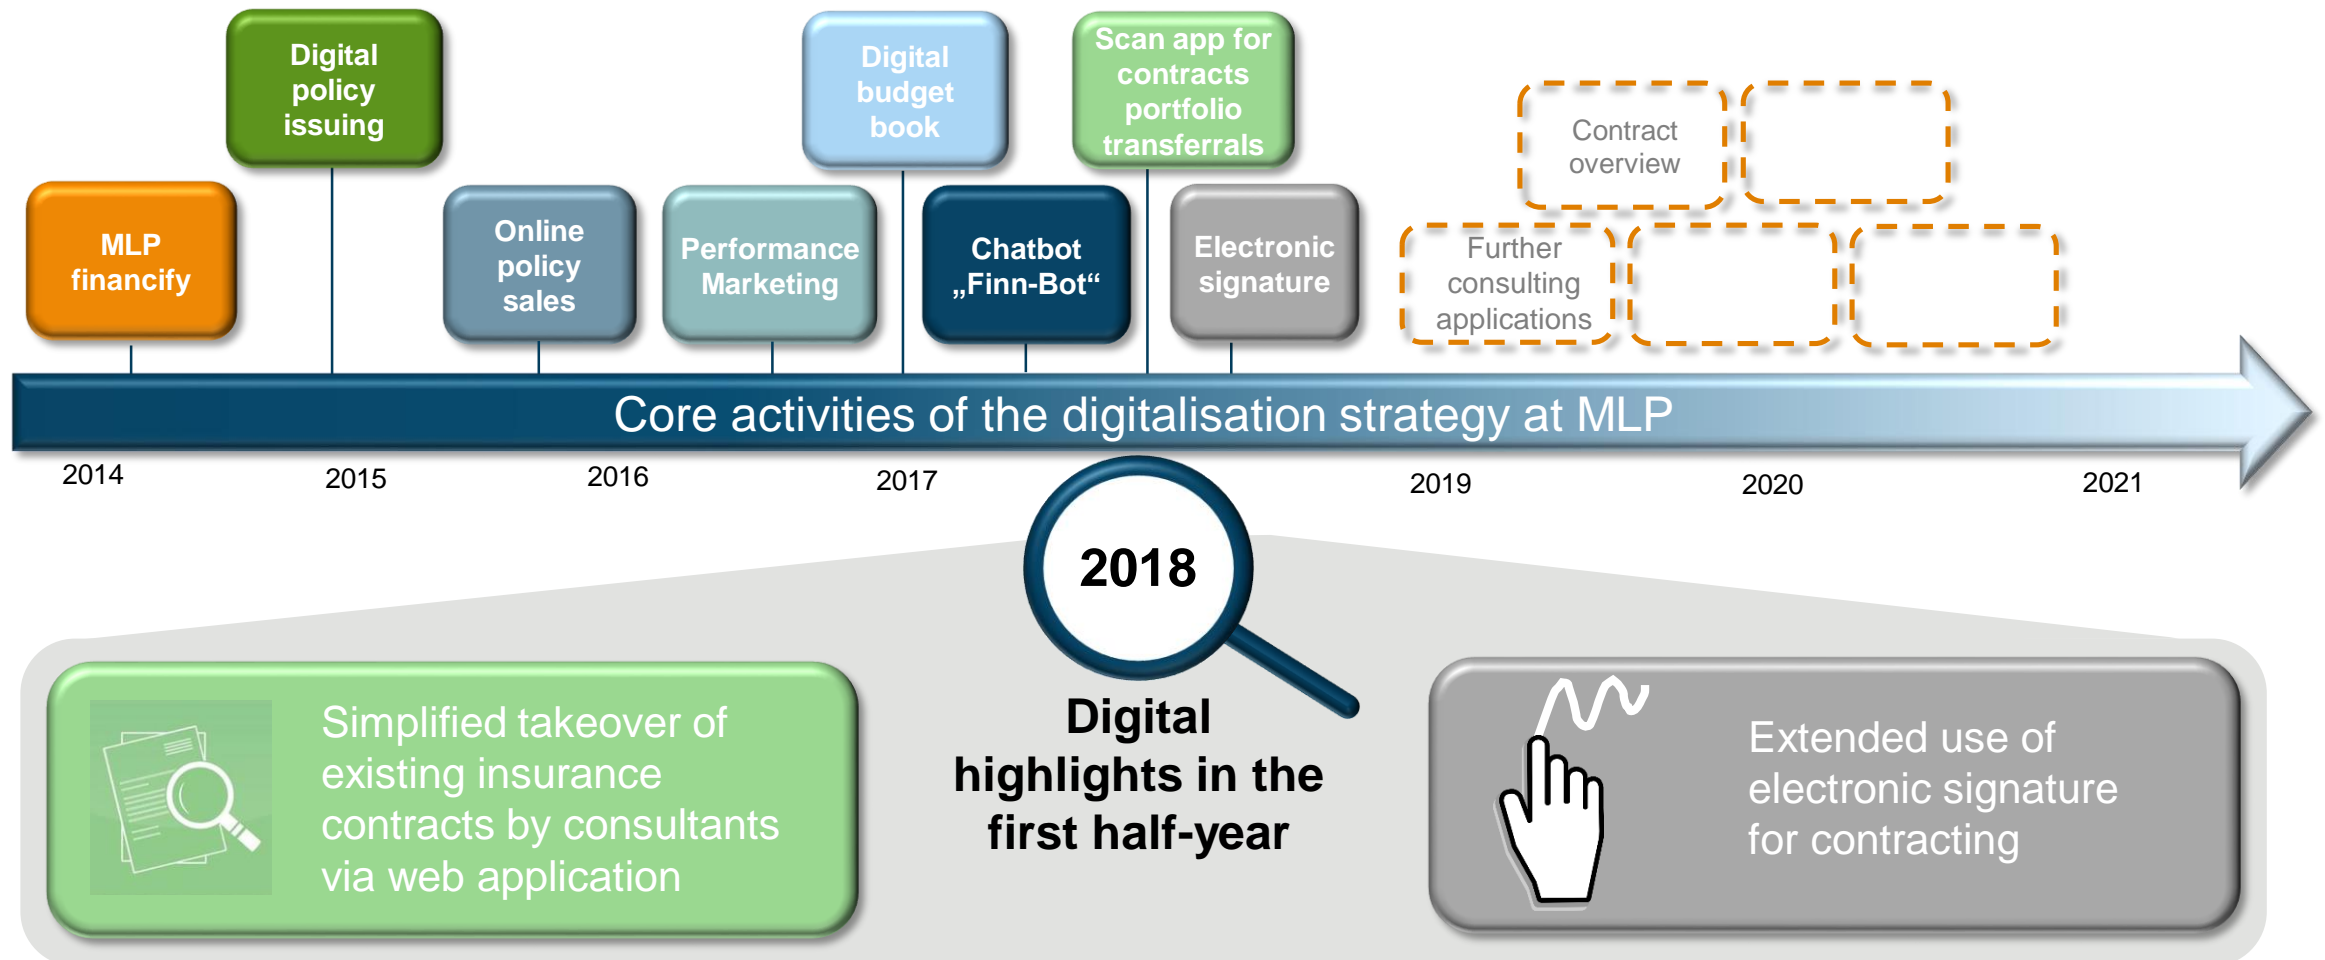 Digital
policy
issuing
Digital
budget
book
Scan app for
contracts
portfolio
transferrals
Contract
overview
MLP
financify
Online
policy
sales
Performance
Marketing
Chatbot
„Finn-Bot“
Electronic
signature
Further
consulting
applications
Core activities of the digitalisation strategy at MLP
2014
2015
2016
2017
2019
2020
2021
2018
Digital
highlights in the
first half-year
Simplified takeover of
existing insurance
contracts by consultants
via web application
Extended use of
electronic signature
for contracting